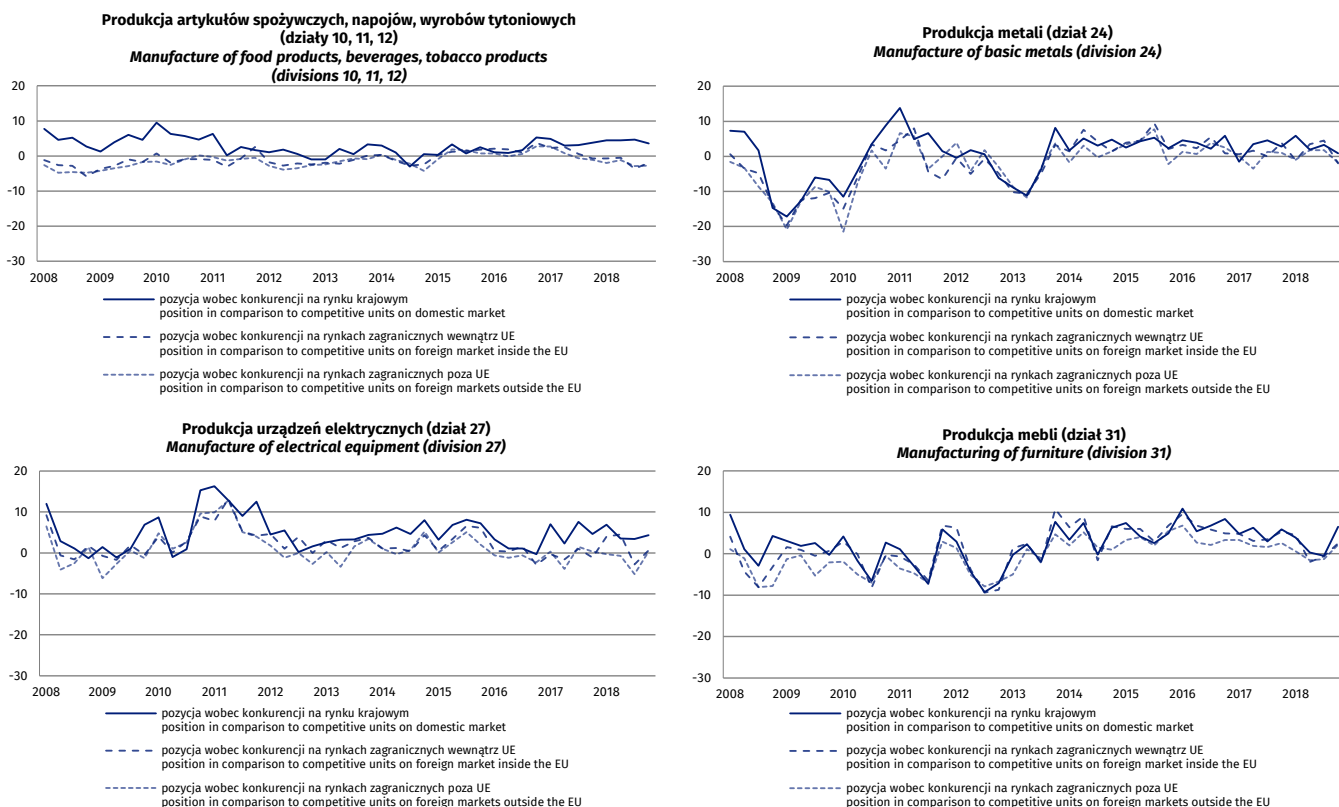 Produkcja artykułów spożywczych, napojów, wyrobów tytoniowych
(działy 10, 11, 12)
Manufacture of food products, beverages, tobacco products
(divisions 10, 11, 12)
20
10
0
-10
-20
-30
2008 2009 2010 2011 2012 2013 2014 2015 2016 2017 2018
pozycja wobec konkurencji na rynku krajowym
position in comparison to competitive units on domestic market
pozycja wobec konkurencji na rynkach zagranicznych wewnątrz UE
position in comparison to competitive units on foreign market inside the EU
pozycja wobec konkurencji na rynkach zagranicznych poza UE
position in comparison to competitive units on foreign markets outside the EU
Produkcja metali (dział 24)
Manufacture of basic metals (division 24)
20
10
0
-10
-20
-30
2008 2009 2010 2011 2012 2013 2014 2015 2016 2017 2018
pozycja wobec konkurencji na rynku krajowym
position in comparison to competitive units on domestic market
pozycja wobec konkurencji na rynkach zagranicznych wewnątrz UE
position in comparison to competitive units on foreign market inside the EU
pozycja wobec konkurencji na rynkach zagranicznych poza UE
position in comparison to competitive units on foreign markets outside the EU
Produkcja urządzeń elektrycznych (dział 27)
Manufacture of electrical equipment (division 27)
20
10
0
-10
-20
-30
2008 2009 2010 2011 2012 2013 2014 2015 2016 2017 2018
pozycja wobec konkurencji na rynku krajowym
position in comparison to competitive units on domestic market
pozycja wobec konkurencji na rynkach zagranicznych wewnątrz UE
position in comparison to competitive units on foreign market inside the EU
pozycja wobec konkurencji na rynkach zagranicznych poza UE
position in comparison to competitive units on foreign markets outside the EU
Produkcja mebli (dział 31)
Manufacturing of furniture (division 31)
20
10
0
-10
-20
-30
2008 2009 2010 2011 2012 2013 2014 2015 2016 2017 2018
pozycja wobec konkurencji na rynku krajowym
position in comparison to competitive units on domestic market
pozycja wobec konkurencji na rynkach zagranicznych wewnątrz UE
position in comparison to competitive units on foreign market inside the EU
pozycja wobec konkurencji na rynkach zagranicznych poza UE
position in comparison to competitive units on foreign markets outside the EU